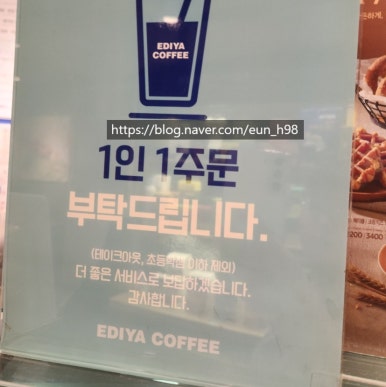 EDIYA
COFFEE
https://blog.naver.com/eun_h98
1인 1주문
부탁드립니다.
(테이크아웃, 초등학생 이하 제외)
더 좋은 서비스로 보답하겠습니다.
감사합니다.
EDIYA COFFEE
200 / 3400